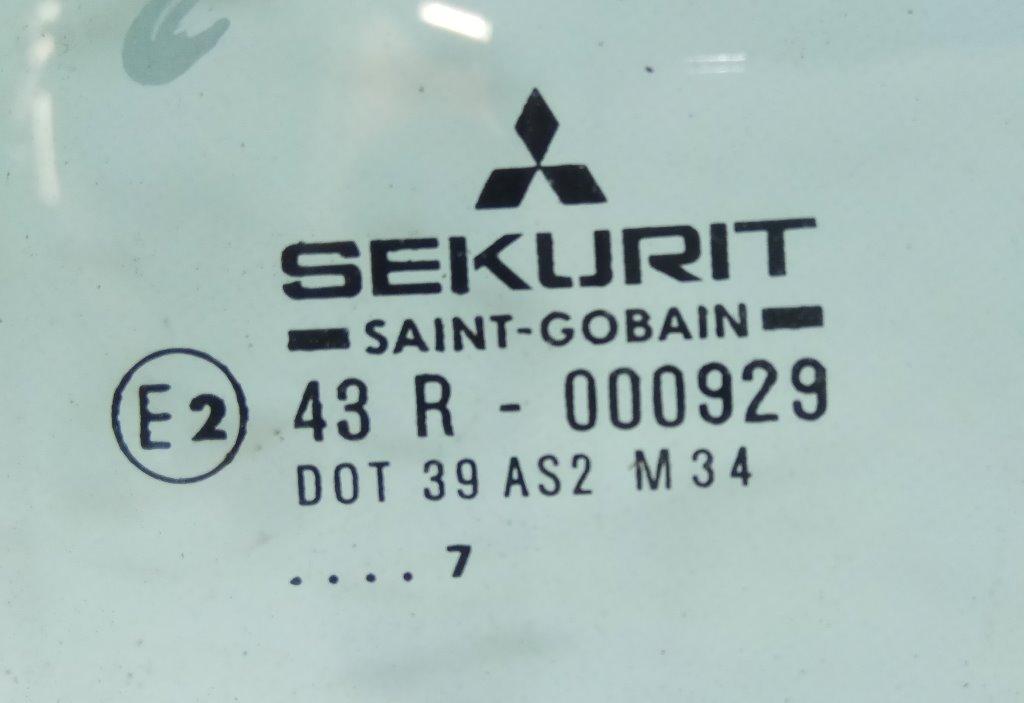 SEKURIT
SAINT-GOBAIN
E2 43 R - 000929
DOT 39 AS2 M34
.... 7